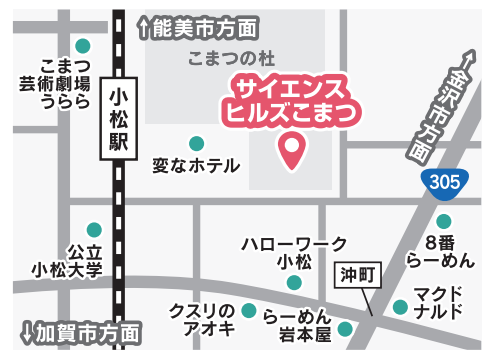 ↑能美市方面
こまつの杜
こまつ
芸術劇場
うらら
小松駅
サイエンス
ヒルズこまつ
↑金沢市方面
変なホテル
305
公立
小松大学
ハローワーク
小松
沖町
8番
らーめん
マクド
ナルド
クスリの
アオキ
らーめん
岩本屋
↓加賀市方面